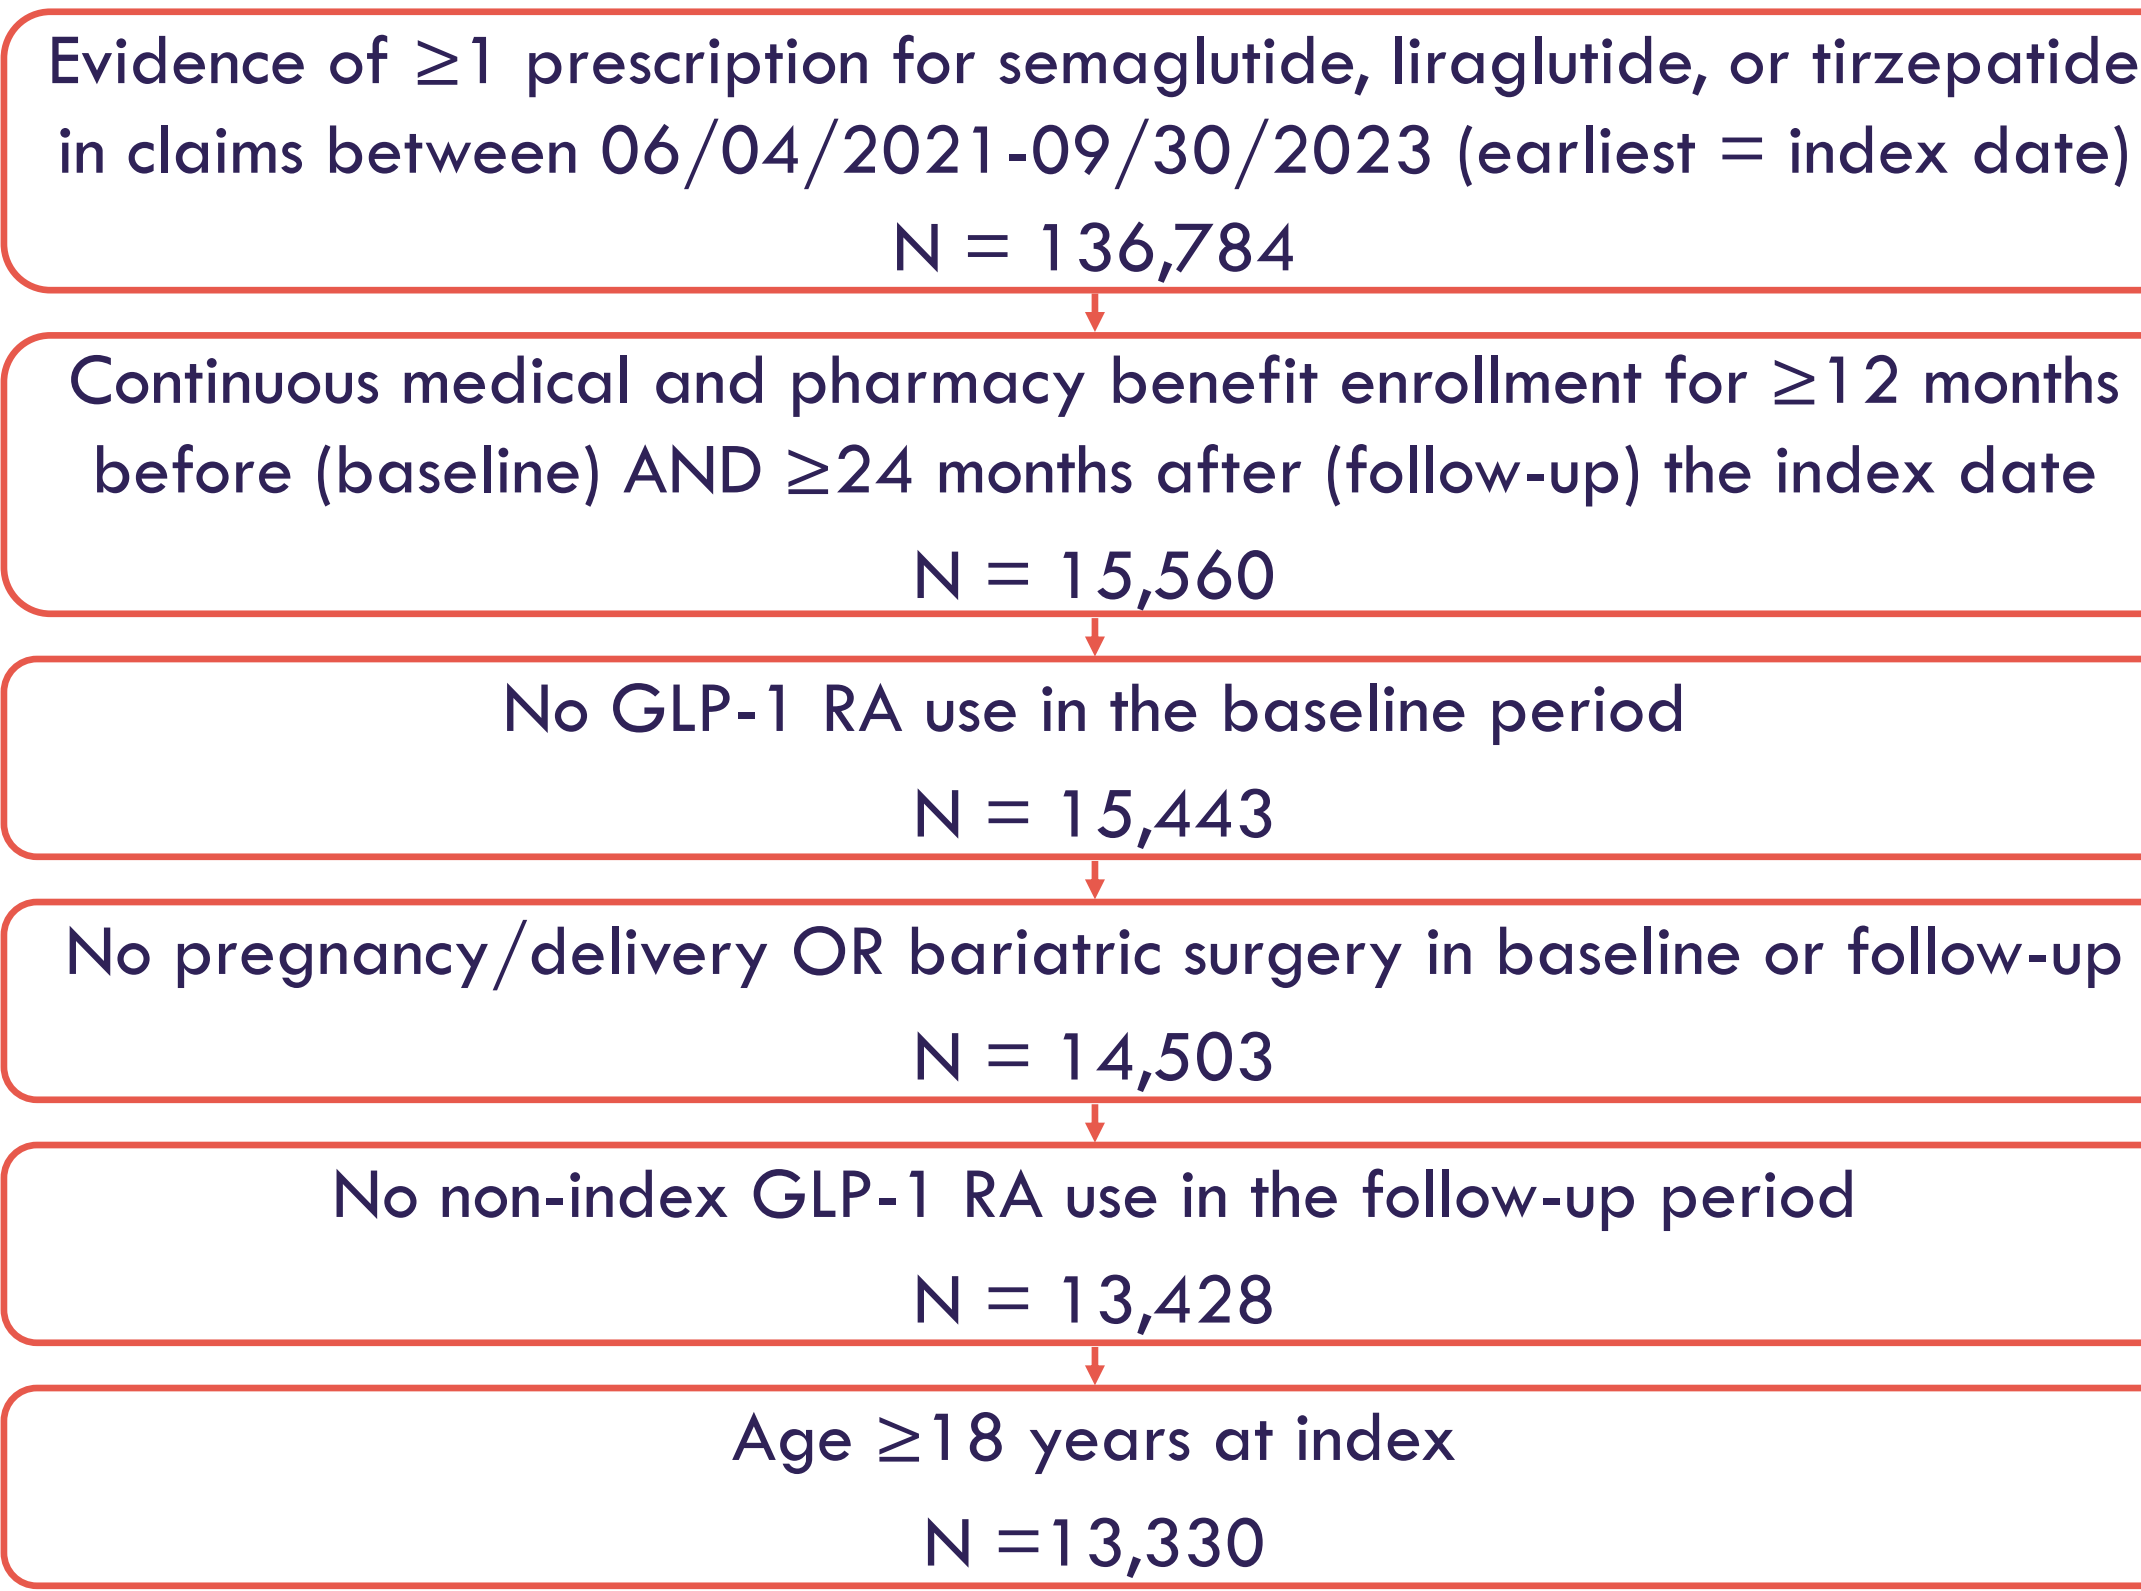 Evidence of ≥1 prescription for semaglutide, liraglutide, or tirzepatide
in claims between 06/04/2021-09/30/2023 (earliest = index date)
N = 136,784
Continuous medical and pharmacy benefit enrollment for ≥12 months
before (baseline) AND ≥24 months after (follow-up) the index date
N = 15,560
No GLP-1 RA use in the baseline period
N = 15,443
No pregnancy/delivery OR bariatric surgery in baseline or follow-up
N = 14,503
No non-index GLP-1 RA use in the follow-up period
N = 13,428
Age ≥18 years at index
N =13,330